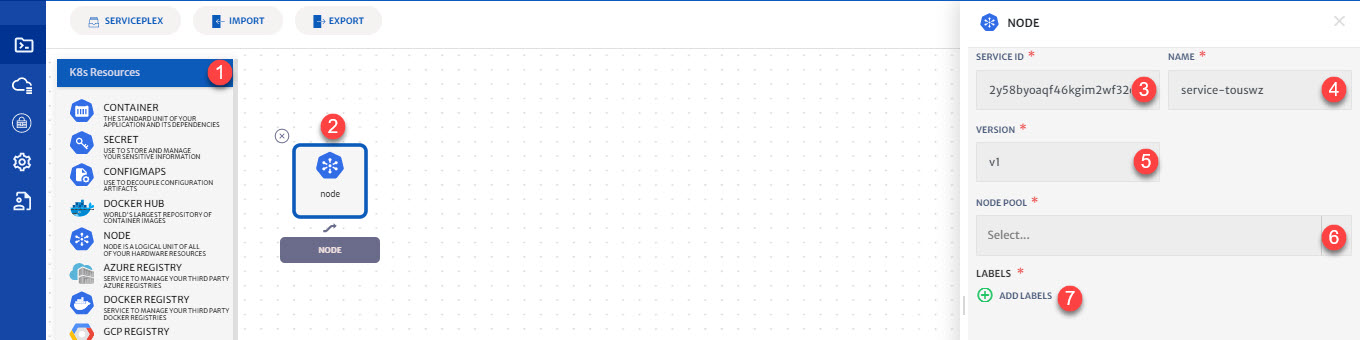 SERVICEPLEX
IMPORT
EXPORT
K8s Resources
1
CONTAINER
THE STANDARD UNIT OF YOUR
APPLICATION AND ITS DEPENDENCIES
SECRET
USE TO STORE AND MANAGE
YOUR SENSITIVE INFORMATION
CONFIGMAPS
USE TO DECOUPLE CONFIGURATION
ARTIFACTS
DOCKER HUB
WORLD'S LARGEST REPOSITORY OF
CONTAINER IMAGES
NODE
NODE IS A LOGICAL UNIT OF ALL
OF YOUR HARDWARE RESOURCES
AZURE REGISTRY
SERVICE TO MANAGE YOUR THIRD PARTY
AZURE REGISTRIES
DOCKER REGISTRY
SERVICE TO MANAGE YOUR THIRD PARTY
DOCKER REGISTRIES
GCP REGISTRY
2
node
NODE
NODE
SERVICE ID *
2y58byoaqf46kgim2wf32
3
NAME *
service-touswz
4
VERSION *
v1
5
NODE POOL *
Select...
6
LABELS *
ADD LABELS
7